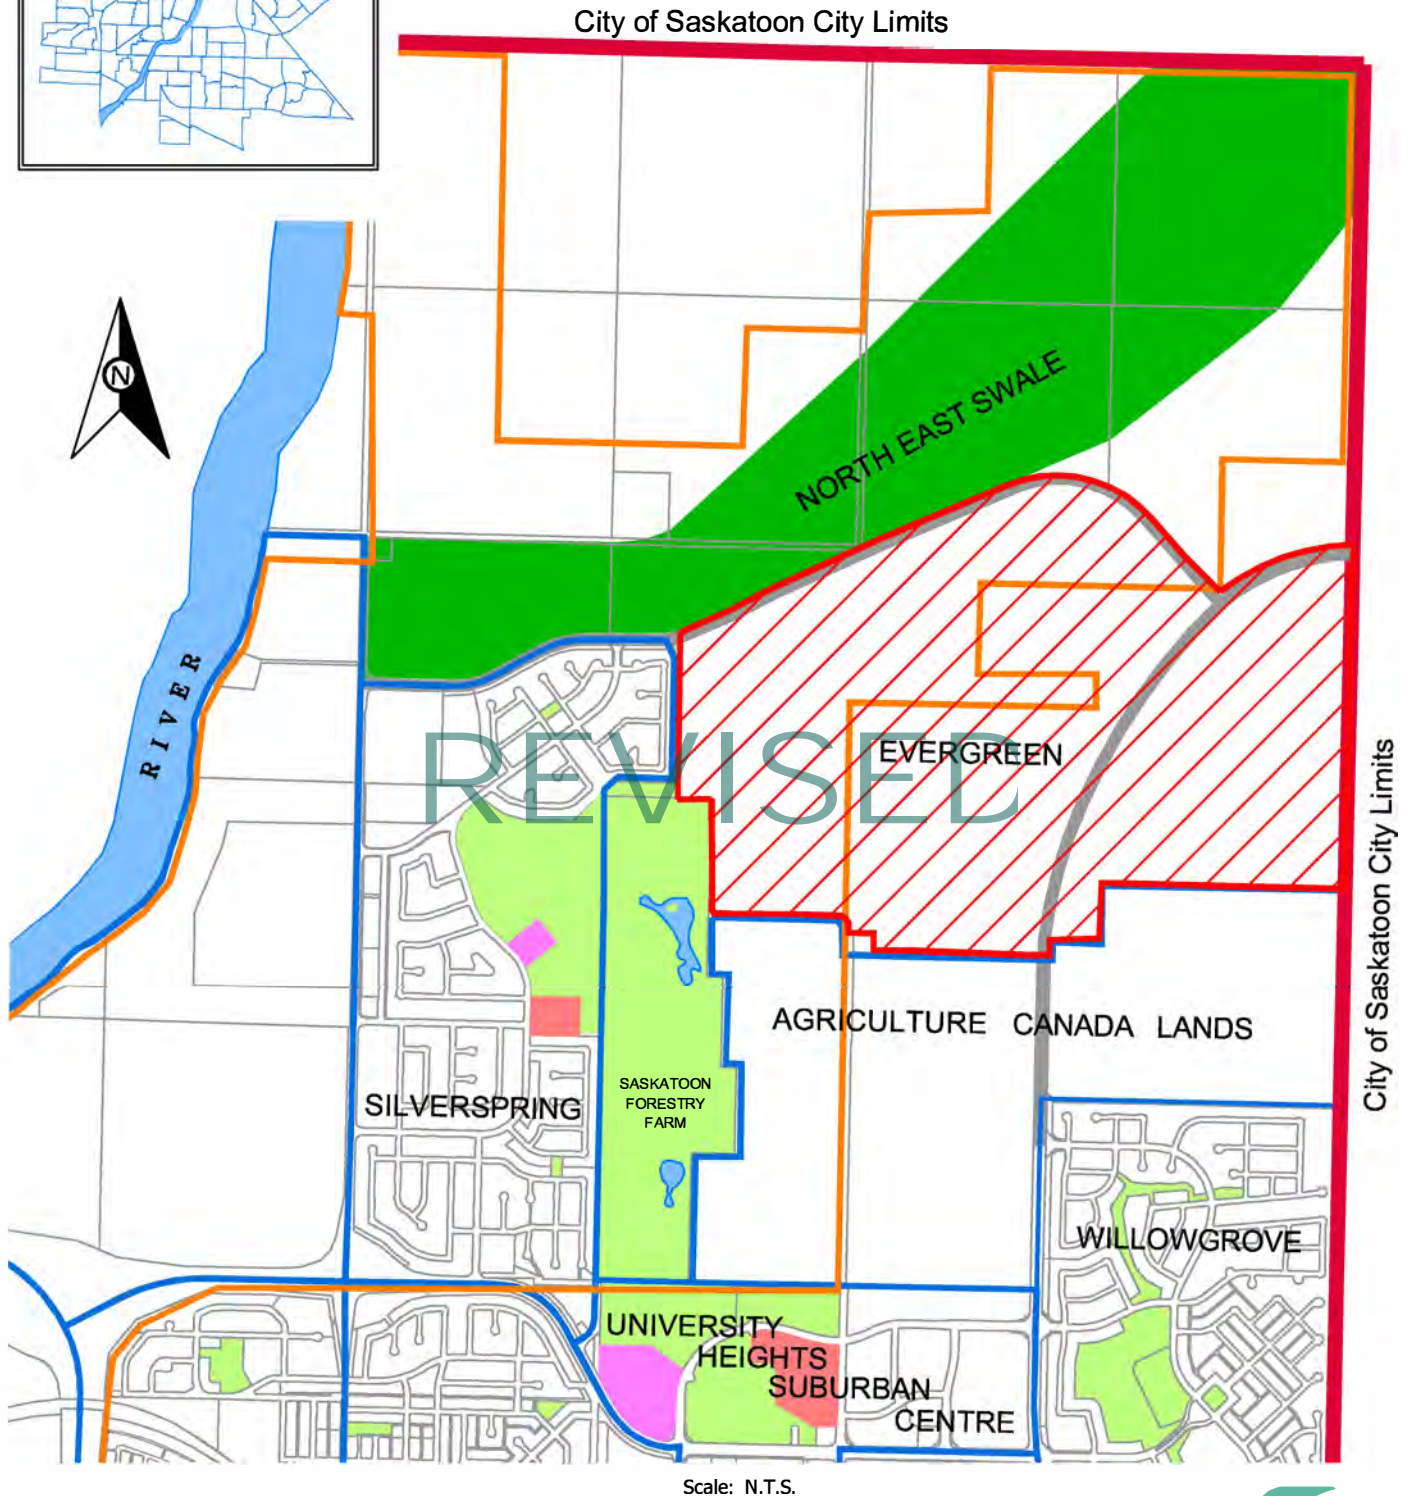 City of Saskatoon City Limits
N
NORTH EAST SWALE
RIVER
REVISED
EVERGREEN
City of Saskatoon City Limits
AGRICULTURE CANADA LANDS
SASKATOON
FORESTRY
FARM
SILVERSPRING
WILLOWGROVE
UNIVERSITY
HEIGHTS
SUBURBAN
CENTRE
Scale: N.T.S.